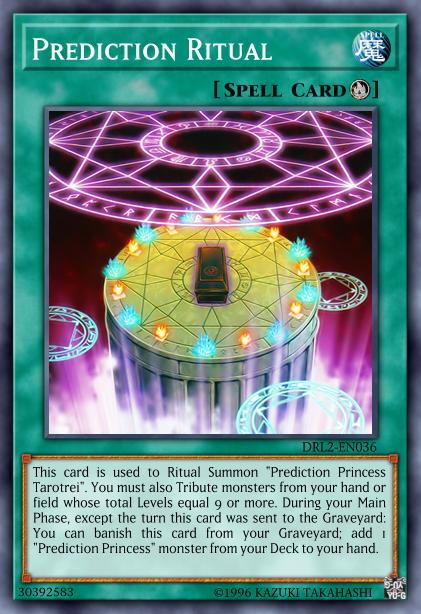 Prediction Ritual
SPELL
魔
[Spell Card]
DRL2-EN036
This card is used to Ritual Summon "Prediction Princess
Tarotrei". You must also Tribute monsters from your hand or
field whose total Levels equal 9 or more. During your Main
Phase, except the turn this card was sent to the Graveyard:
You can banish this card from your Graveyard; add 1
"Prediction Princess" monster from your Deck to your hand.
30392583
©1996 KAZUKI TAKAHASHI